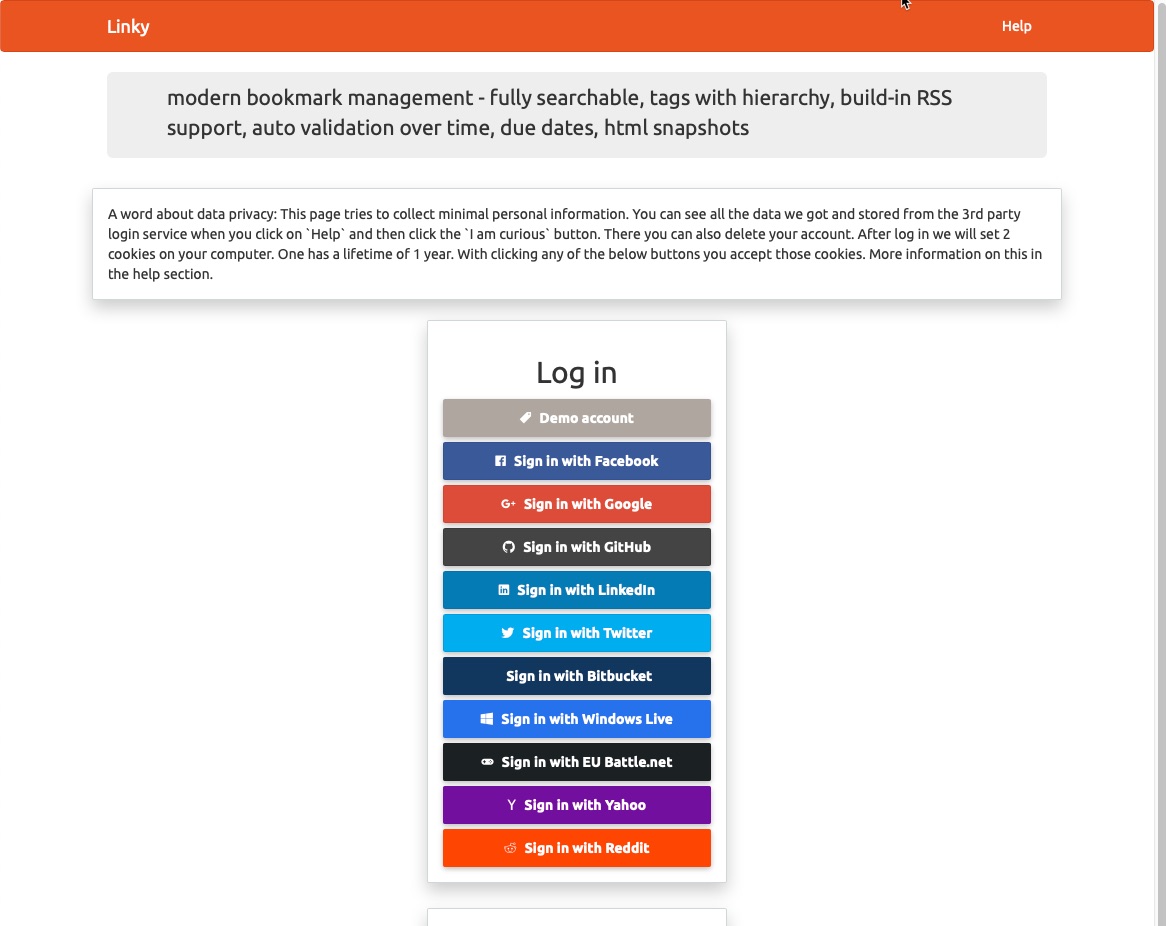 Linky
Help
modern bookmark management - fully searchable, tags with hierarchy, build-in RSS
support, auto validation over time, due dates, html snapshots
A word about data privacy: This page tries to collect minimal personal information. You can see all the data we got and stored from the 3rd party
login service when you click on `Help` and then click the `I am curious` button. There you can also delete your account. After log in we will set 2
cookies on your computer. One has a lifetime of 1 year. With clicking any of the below buttons you accept those cookies. More information on this in
the help section.
Log in
Demo account
Sign in with Facebook
Sign in with Google
Sign in with GitHub
Sign in with LinkedIn
Sign in with Twitter
Sign in with Bitbucket
Sign in with Windows Live
Sign in with EU Battle.net
Sign in with Yahoo
Sign in with Reddit